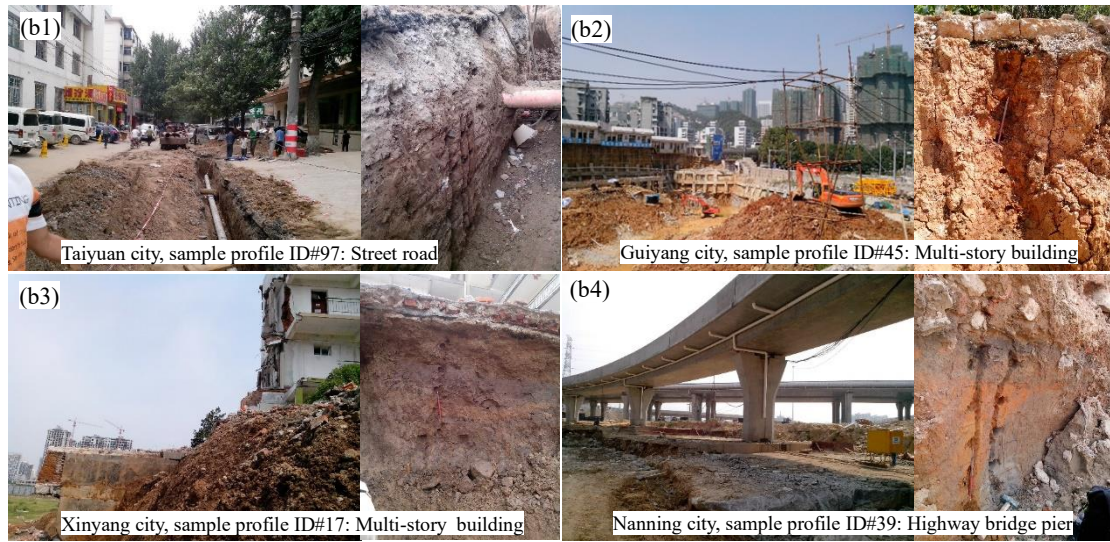 (b1)
Taiyuan city, sample profile ID#97: Street road
(b2)
Guiyang city, sample profile ID#45: Multi-story building
(b3)
Xinyang city, sample profile ID#17: Multi-story building
(b4)
Nanning city, sample profile ID#39: Highway bridge pier